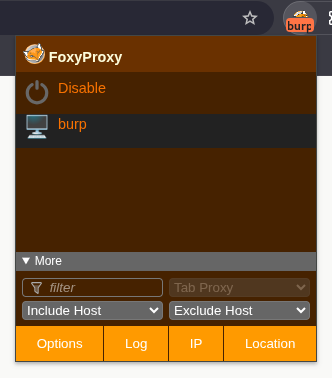 burp
FoxyProxy
Disable
burp
▼ More
filter
Tab Proxy
Include Host
Exclude Host
Options
Log
IP
Location